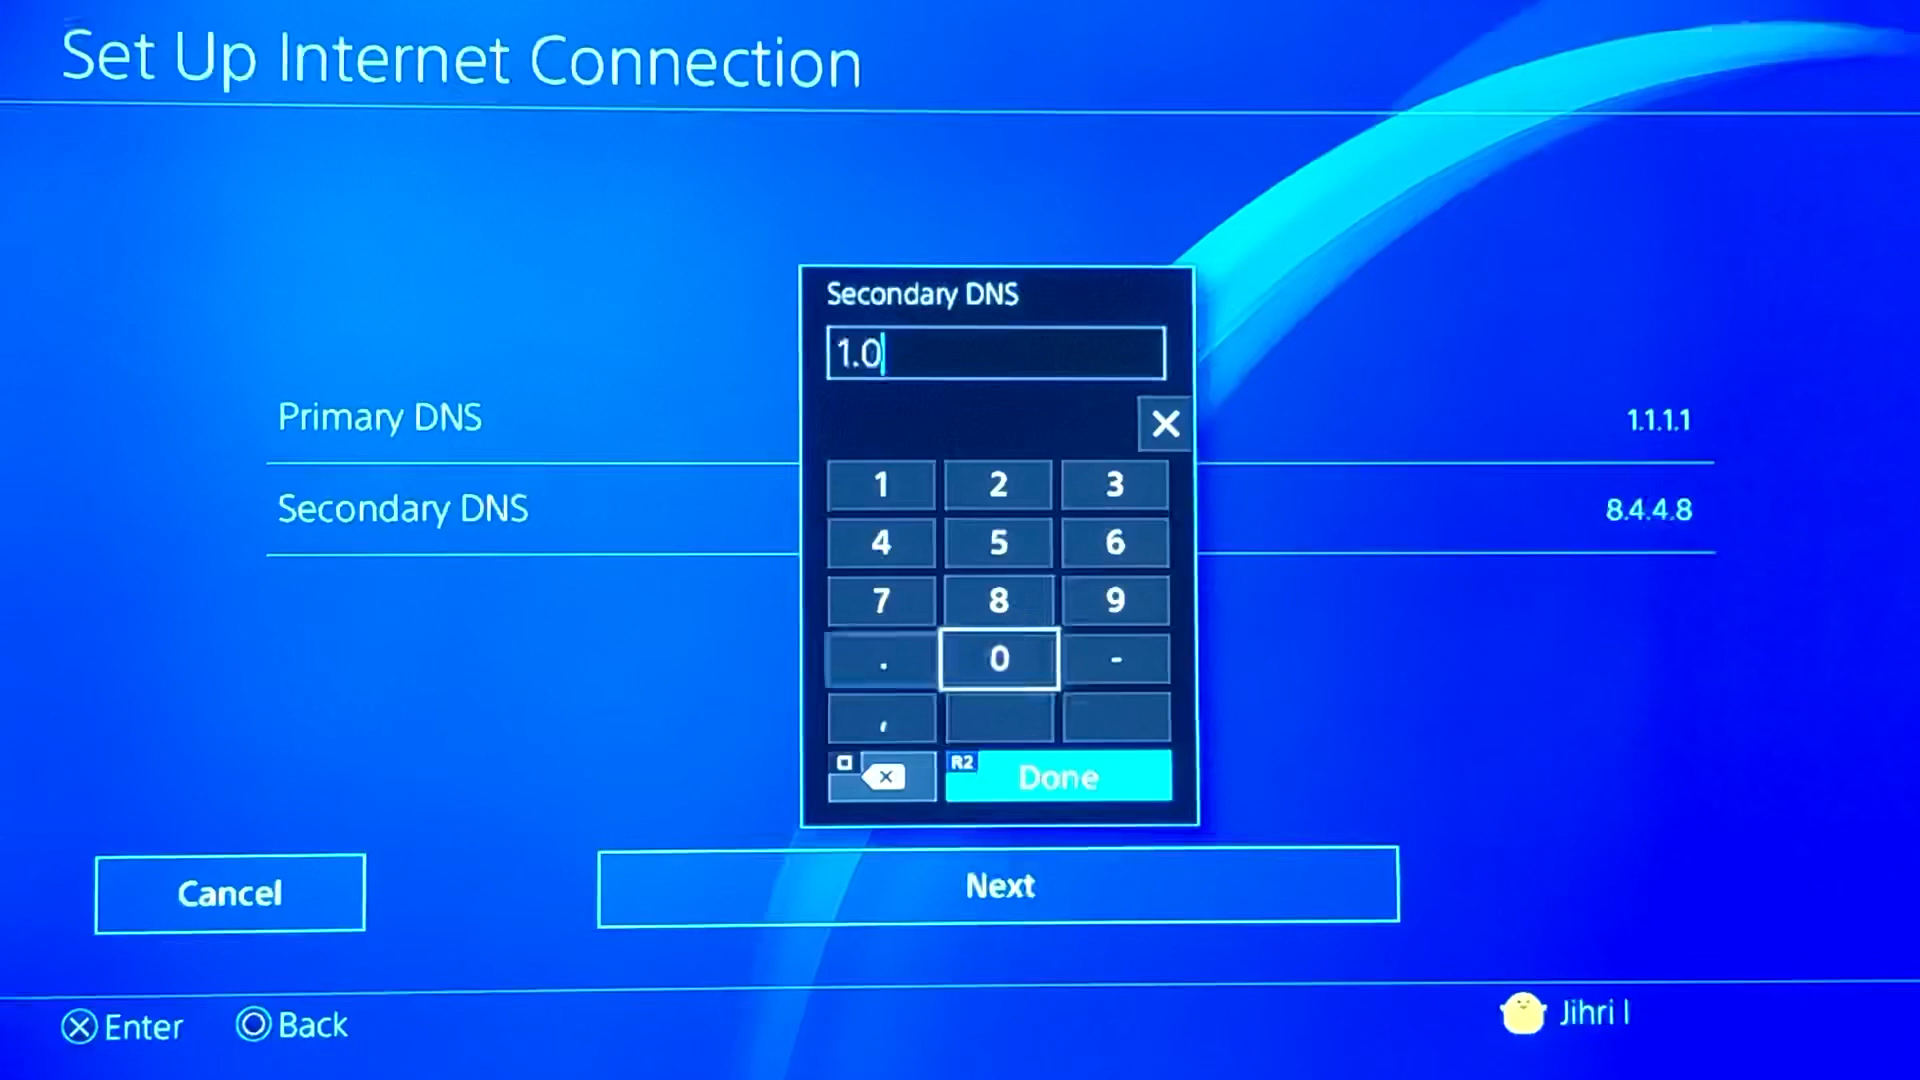 Set Up Internet Connection
Secondary DNS
1.0
Primary DNS
1.1.1.1
Secondary DNS
8.4.4.8
1 2 3
4 5 6
7 8 9
. 0 -
,
R2 Done
Cancel
Next
Enter
Back
Jihri l